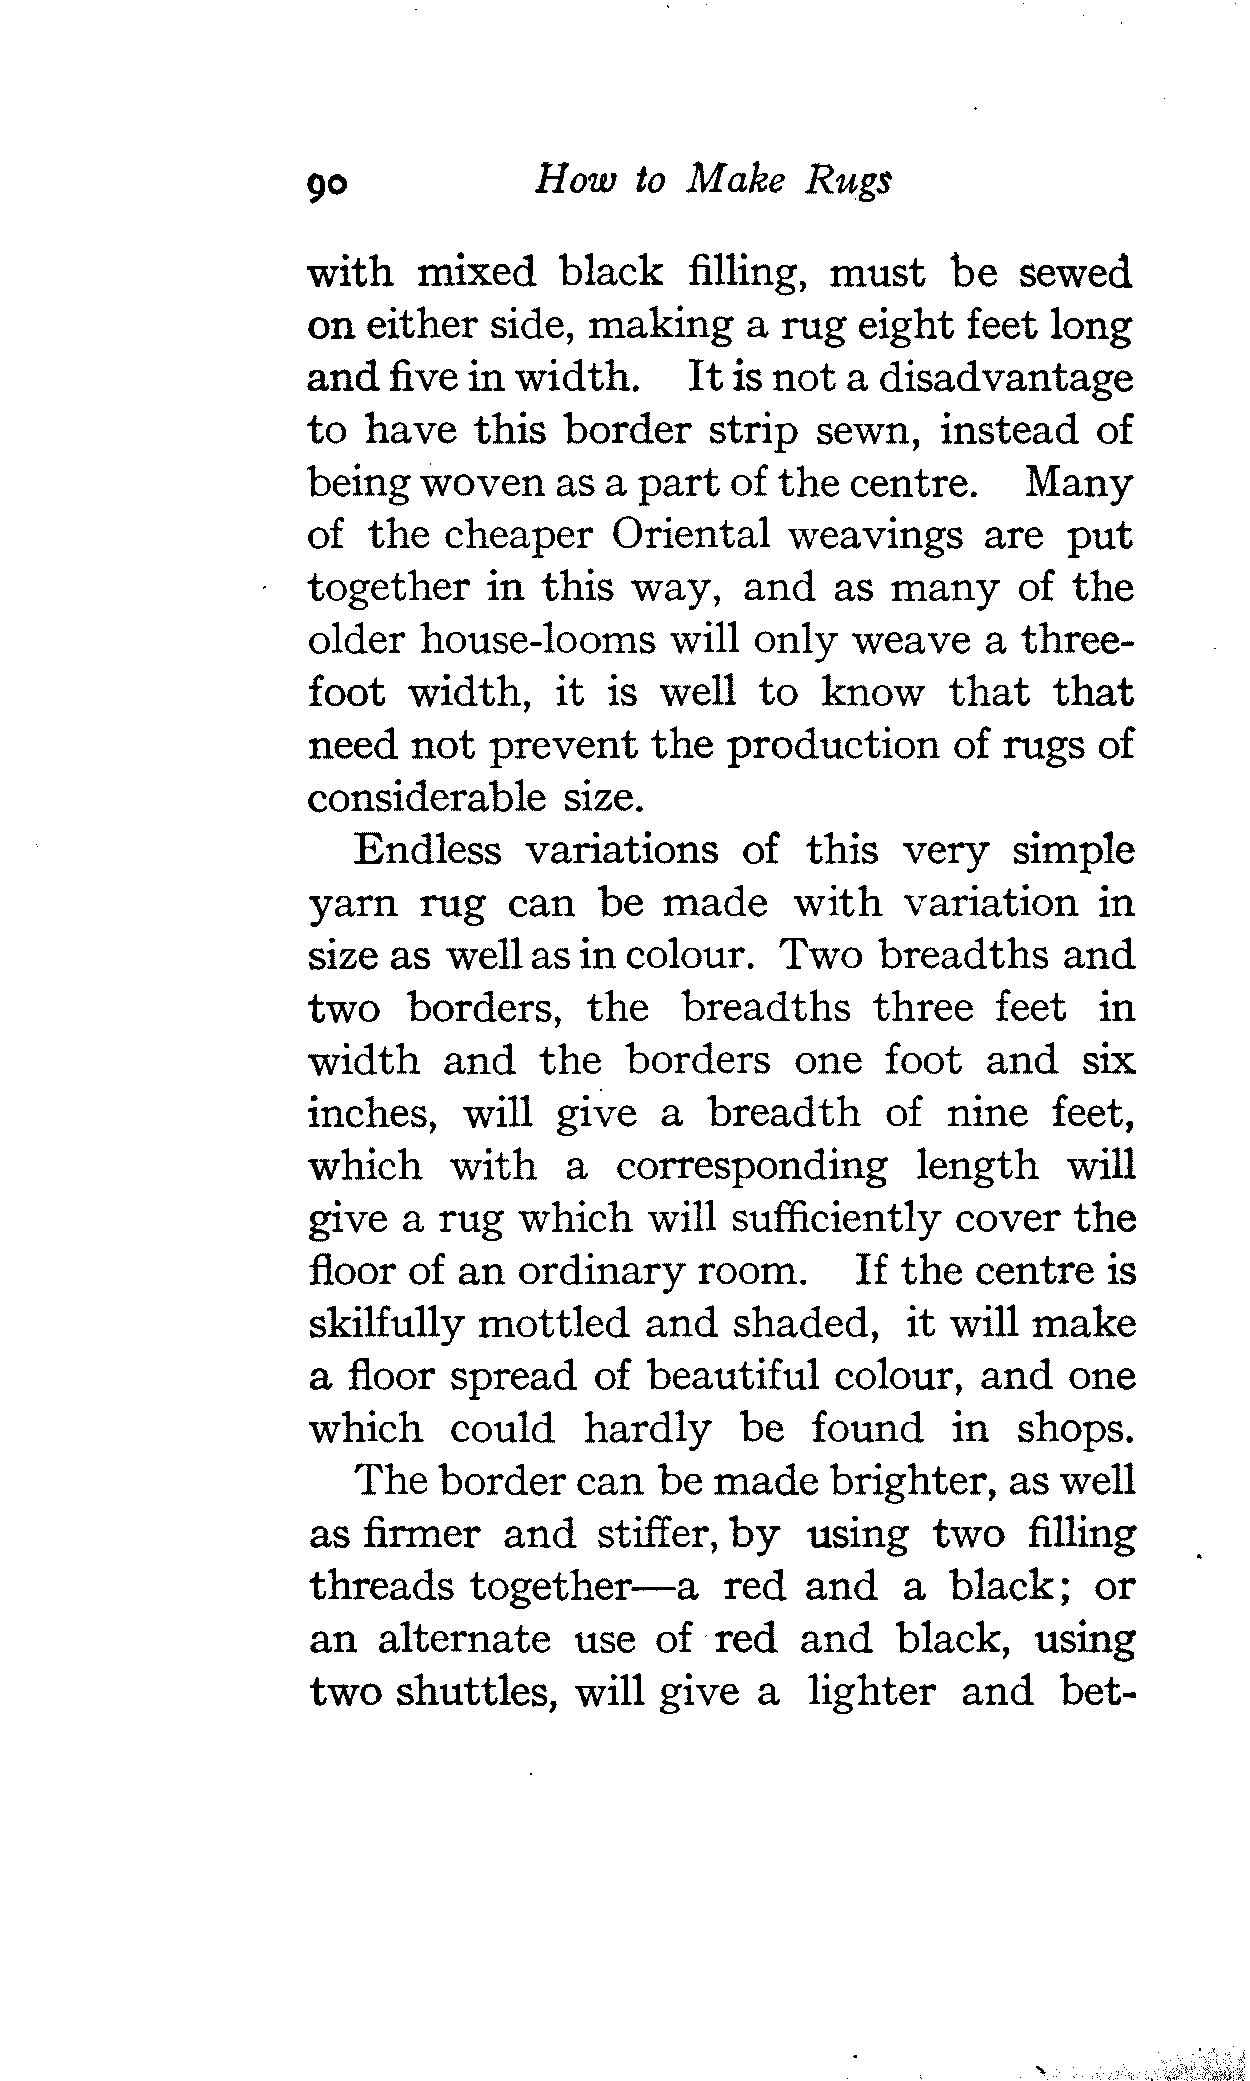 90 How to Make Rugs
with mixed black filling, must be sewed
on either side, making a rug eight feet long
and five in width. It is not a disadvantage
to have this border strip sewn, instead of
being woven as a part of the centre. Many
of the cheaper Oriental weavings are put
together in this way, and as many of the
older house-looms will only weave a three-
foot width, it is well to know that that
need not prevent the production of rugs of
considerable size.
Endless variations of this very simple
yarn rug can be made with variation in
size as well as in colour. Two breadths and
two borders, the breadths three feet in
width and the borders one foot and six
inches, will give a breadth of nine feet,
which with a corresponding length will
give a rug which will sufficiently cover the
floor of an ordinary room. If the centre is
skilfully mottled and shaded, it will make
a floor spread of beautiful colour, and one
which could hardly be found in shops.
The border can be made brighter, as well
as firmer and stiffer, by using two filling
threads together—a red and a black; or
an alternate use of red and black, using
two shuttles, will give a lighter and bet-